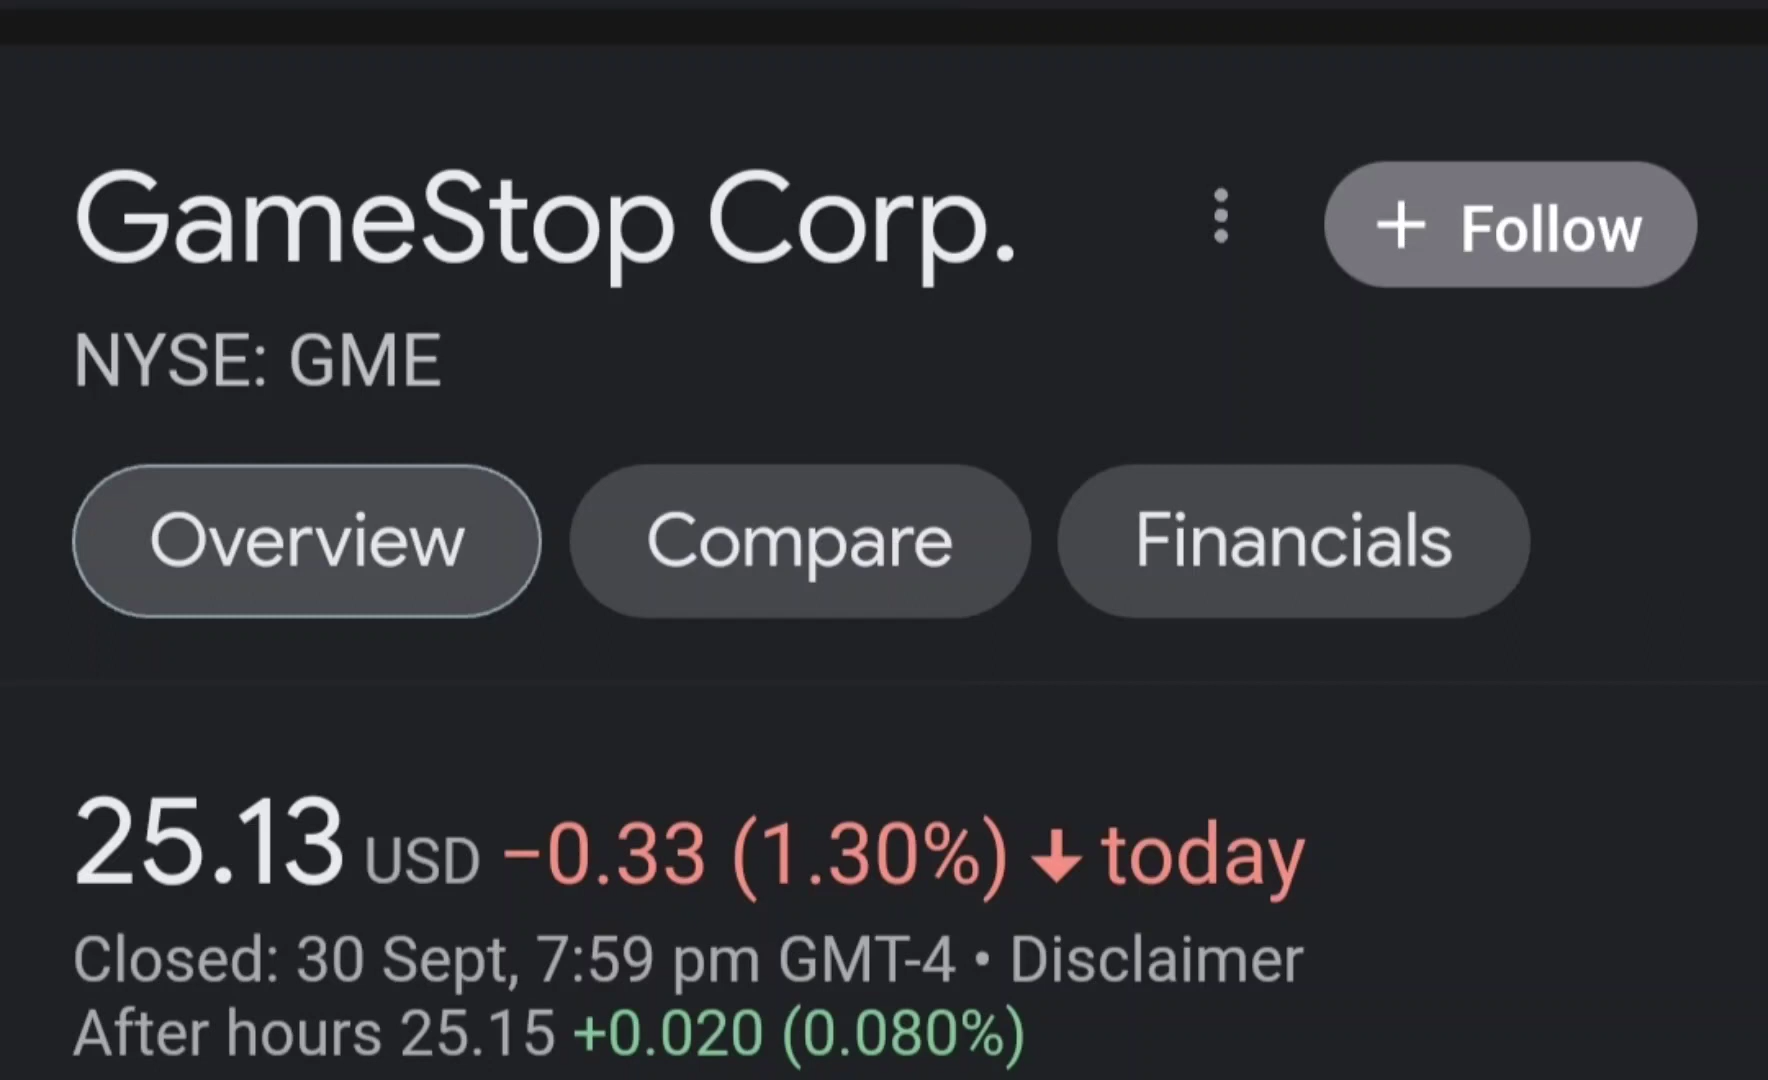 GameStop Corp.
+ Follow
NYSE: GME
Overview
Compare
Financials
25.13 USD −0.33 (1.30%) ↓ today
Closed: 30 Sept, 7:59 pm GMT-4 • Disclaimer
After hours 25.15 +0.020 (0.080%)